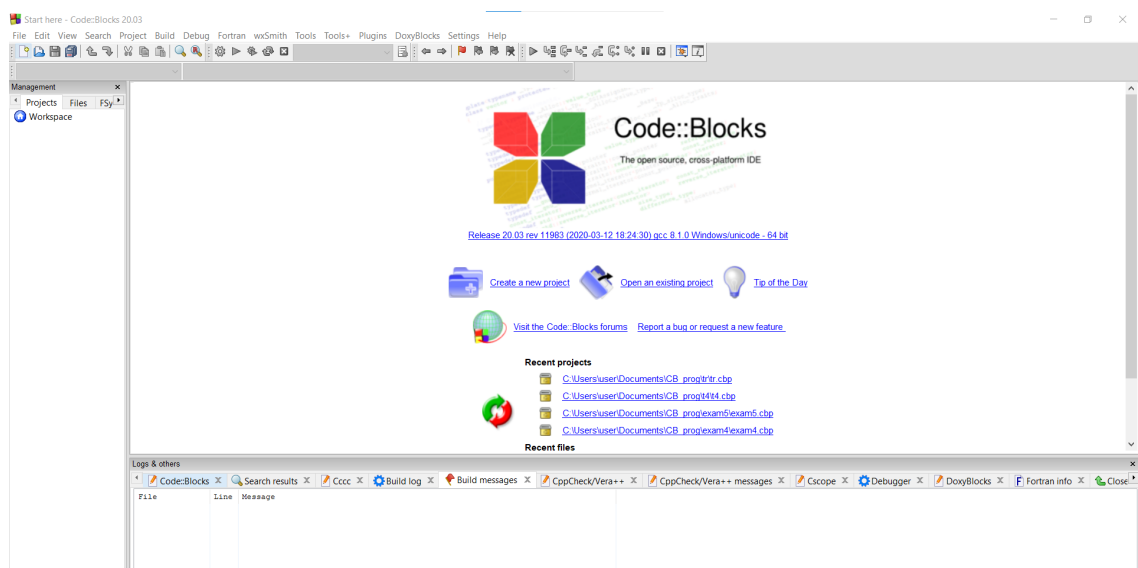 Start here - Code::Blocks 20.03
File Edit View Search Project Build Debug Fortran wxSmith Tools Tools+ Plugins DoxyBlocks Settings Help
Management
Projects Files FSy
Workspace
Code::Blocks
The open source, cross-platform IDE
Release 20.03 rev 11983 (2020-03-12 18:24:30) gcc 8.1.0 Windows/unicode - 64 bit
Create a new project Open an existing project Tip of the Day
Visit the Code::Blocks forums Report a bug or request a new feature
Recent projects
C:\Users\user\Documents\CB_prog\tr\tr.cbp
C:\Users\user\Documents\CB_prog\t4\t4.cbp
C:\Users\user\Documents\CB_prog\exam5\exam5.cbp
C:\Users\user\Documents\CB_prog\exam4\exam4.cbp
Recent files
Logs & others
Code::Blocks Search results Cccc Build log Build messages CppCheck/Vera++ CppCheck/Vera++ messages Cscope Debugger DoxyBlocks Fortran info Close
File Line Message